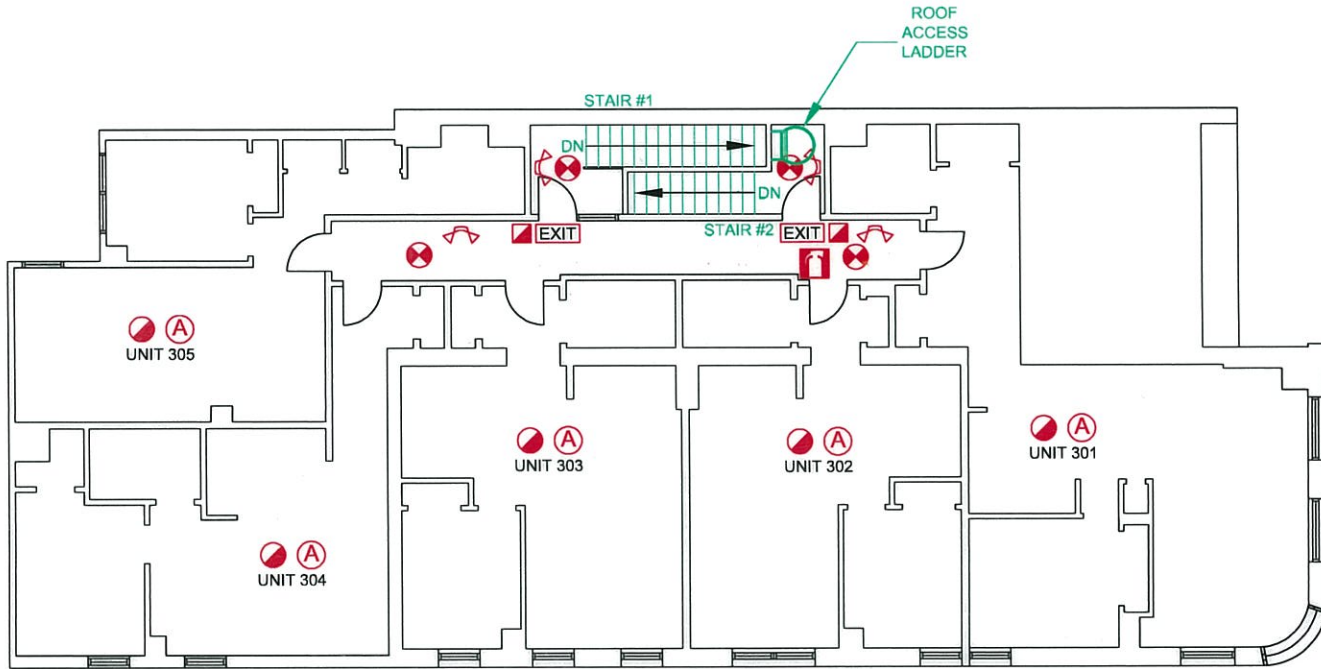 ROOF
ACCESS
LADDER
STAIR #1
DN
DN
STAIR #2
EXIT
EXIT
A
UNIT 305
A
UNIT 303
A
UNIT 302
A
UNIT 301
A
UNIT 304